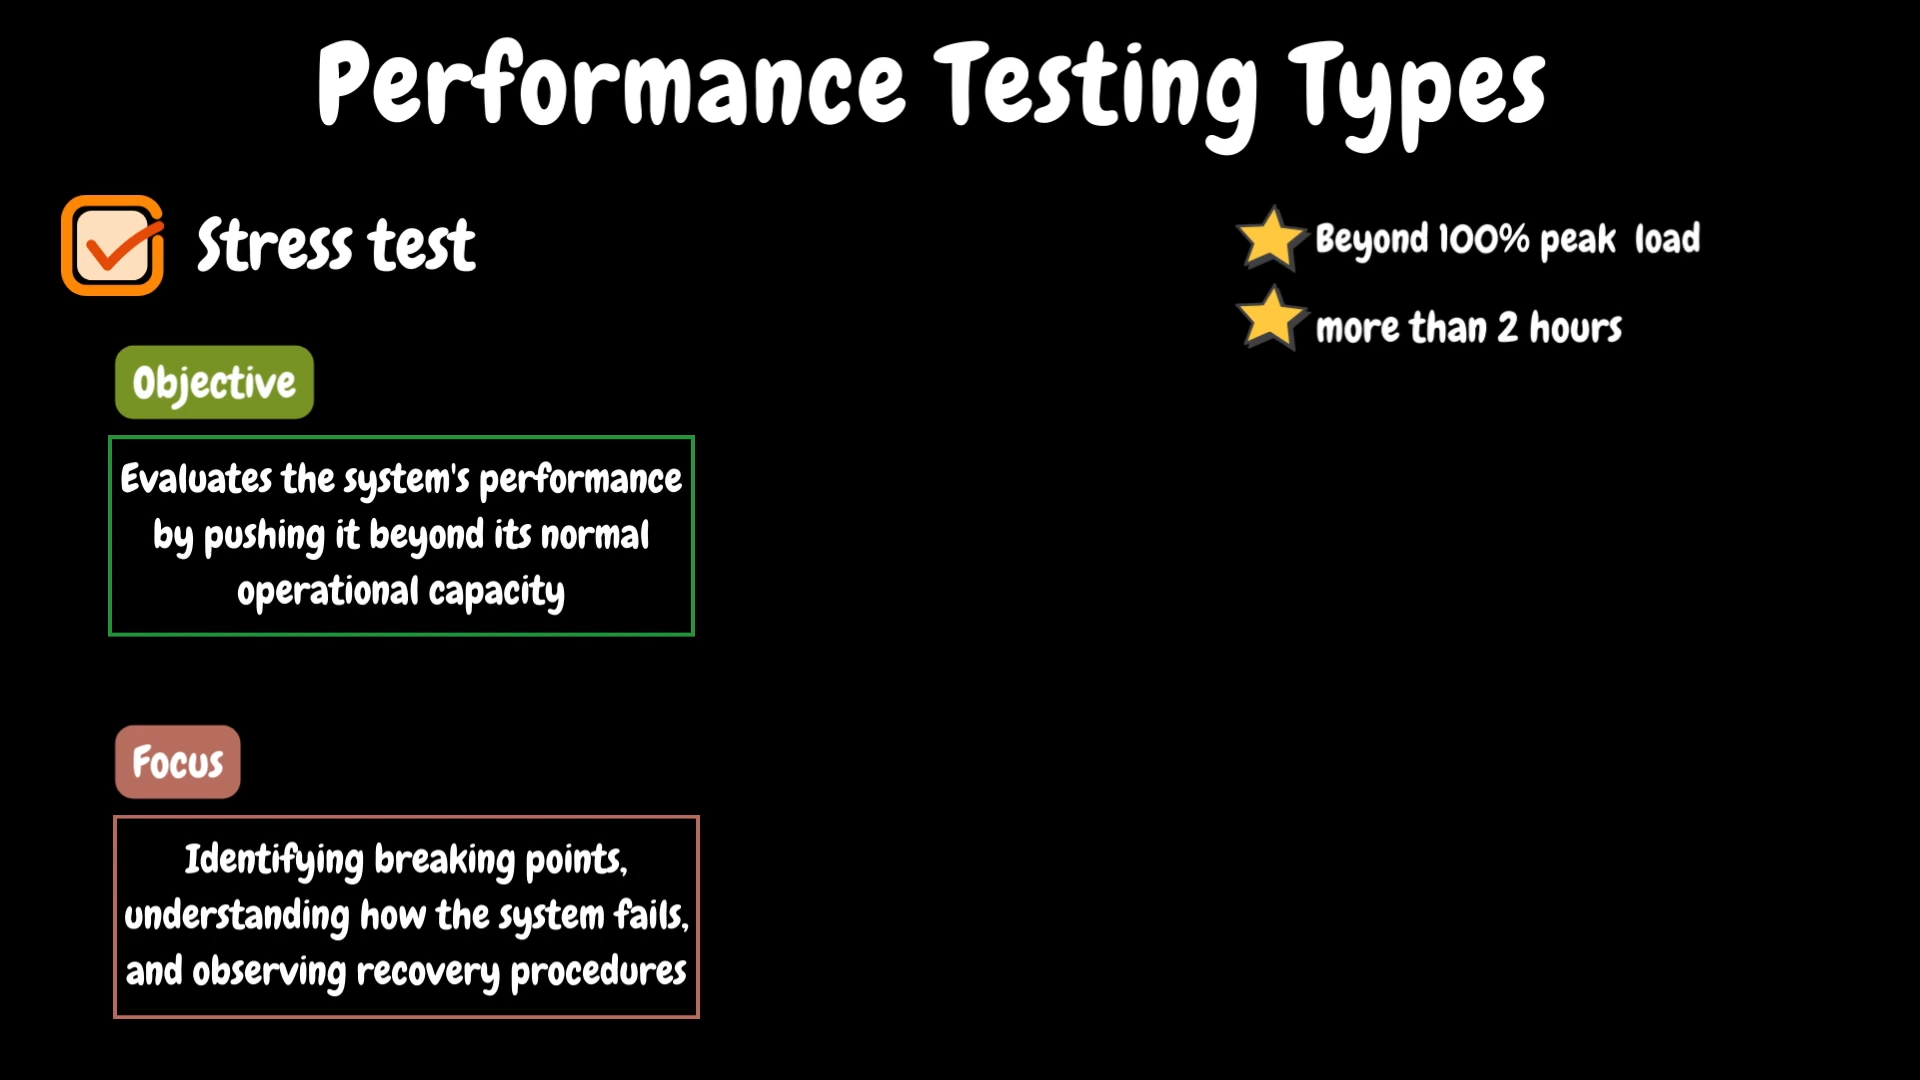 Performance Testing Types
Stress test
Beyond 100% peak load
more than 2 hours
Objective
Evaluates the system's performance
by pushing it beyond its normal
operational capacity
Focus
Identifying breaking points,
understanding how the system fails,
and observing recovery procedures